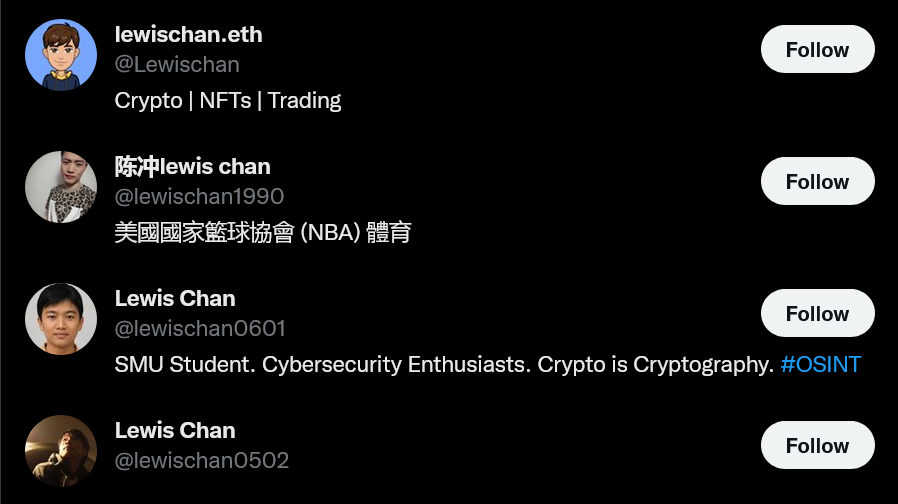 lewischan.eth
@Lewischan
Follow
Crypto | NFTs | Trading
陈冲lewis chan
@lewischan1990
Follow
美國國家籃球協會 (NBA) 體育
Lewis Chan
@lewischan0601
Follow
SMU Student. Cybersecurity Enthusiasts. Crypto is Cryptography. #OSINT
Lewis Chan
@lewischan0502
Follow